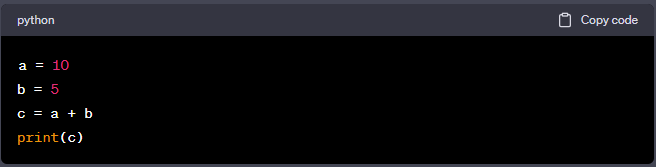 python Copy code
a = 10
b = 5
c = a + b
print(c)